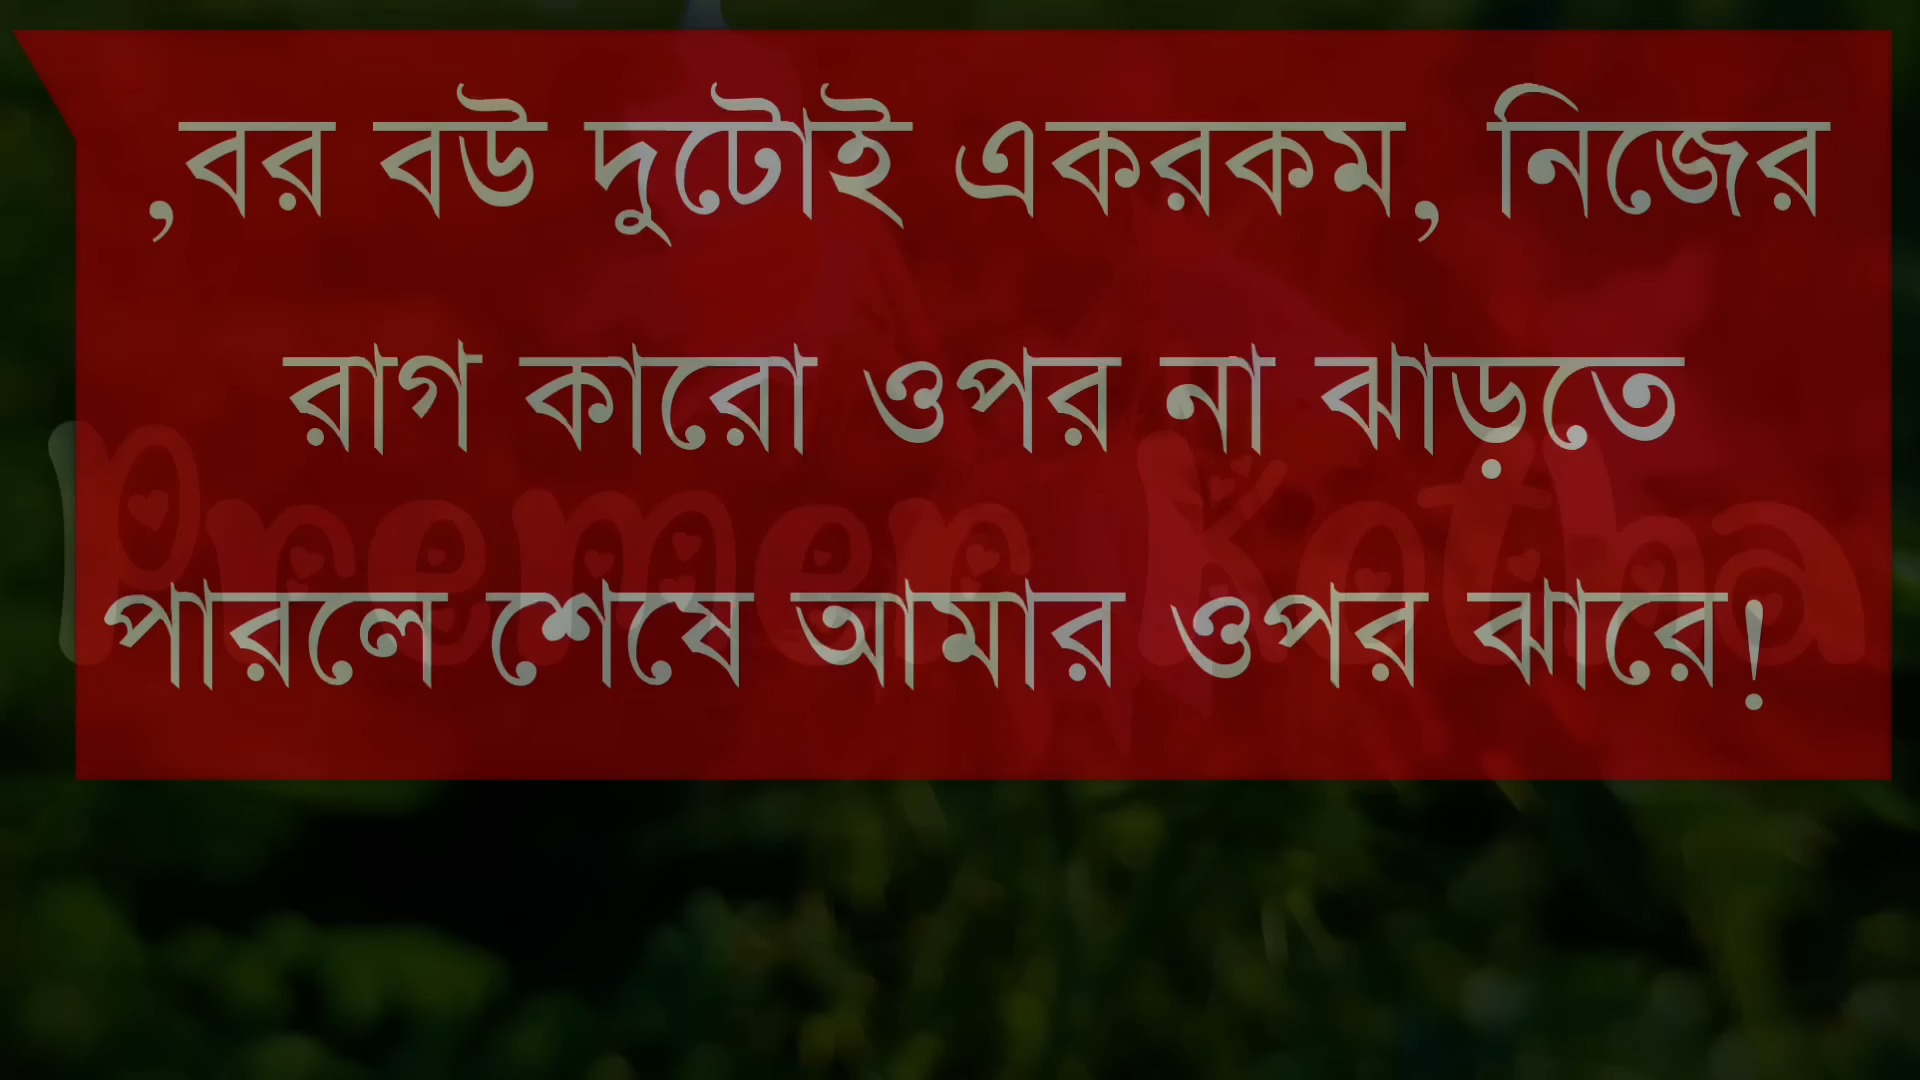 ,বর বউ দুটোই একরকম, নিজের
রাগ কারো ওপর না ঝাড়তে
Premer Kotha
পারলে শেষে আমার ওপর ঝারে!